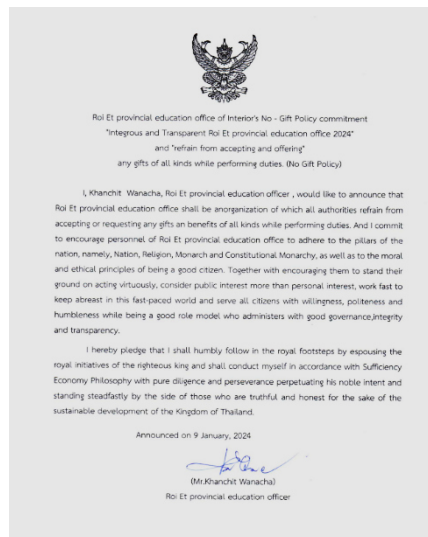 Roi Et provincial education office of Interior's No - Gift Policy commitment
"Integrous and Transparent Roi Et provincial education office 2024"
and "refrain from accepting and offering"
any gifts of all kinds while performing duties. (No Gift Policy)
I, Khanchit Wanacha, Roi Et provincial education officer , would like to announce that
Roi Et provincial education office shall be anorganization of which all authorities refrain from
accepting or requesting any gifts an benefits of all kinds while performing duties. And I commit
to encourage personnel of Roi Et provincial education office to adhere to the pillars of the
nation, namely, Nation, Religion, Monarch and Constitutional Monarchy, as well as to the moral
and ethical principles of being a good citizen. Together with encouraging them to stand their
ground on acting virtuously, consider public interest more than personal interest, work fast to
keep abreast in this fast-paced world and serve all citizens with willingness, politeness and
humbleness while being a good role model who administers with good governance,integrity
and transparency.
I hereby pledge that I shall humbly follow in the royal footsteps by espousing the
royal initiatives of the righteous king and shall conduct myself in accordance with Sufficiency
Economy Philosophy with pure diligence and perseverance perpetuating his noble intent and
standing steadfastly by the side of those who are truthful and honest for the sake of the
sustainable development of the Kingdom of Thailand.
Announced on 9 January, 2024
(Mr.Khanchit Wanacha)
Roi Et provincial education officer